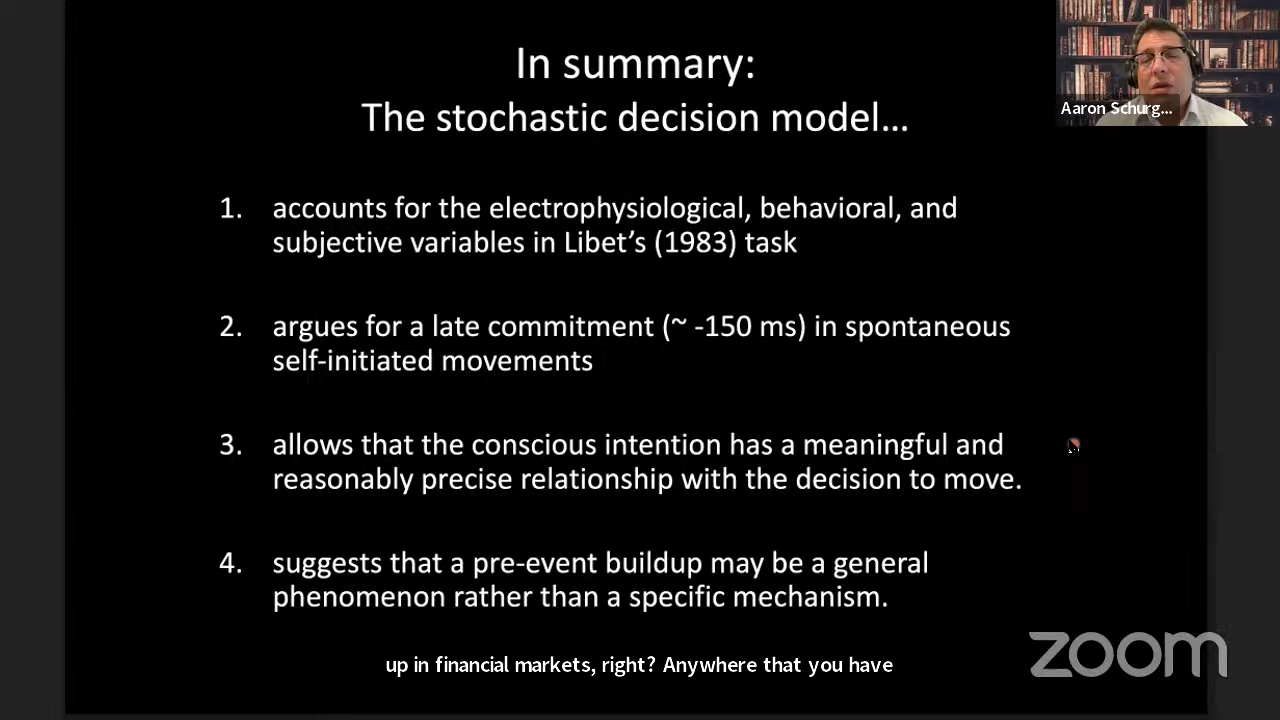 In summary:
The stochastic decision model...
Aaron Schurg...
1. accounts for the electrophysiological, behavioral, and
subjective variables in Libet’s (1983) task
2. argues for a late commitment (~ -150 ms) in spontaneous
self-initiated movements
3. allows that the conscious intention has a meaningful and
reasonably precise relationship with the decision to move.
4. suggests that a pre-event buildup may be a general
phenomenon rather than a specific mechanism.
up in financial markets, right? Anywhere that you have
zoom